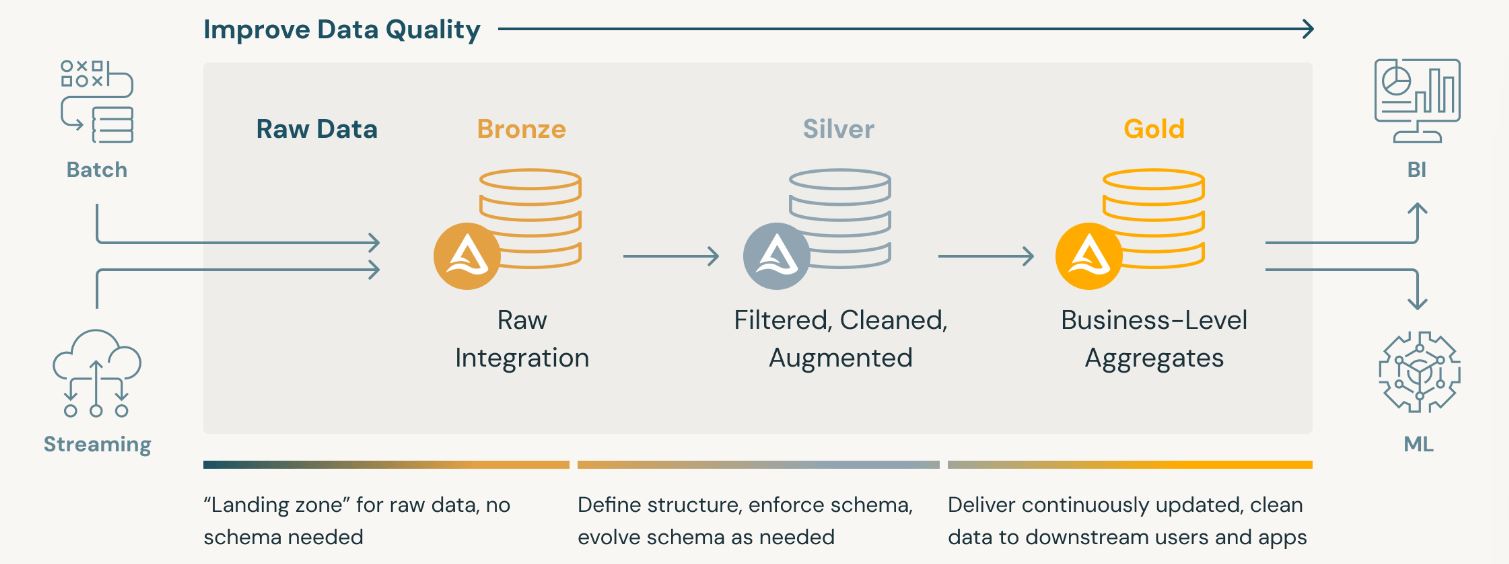 Improve Data Quality
Batch
Streaming
Raw Data
Bronze
Raw
Integration
Silver
Filtered, Cleaned,
Augmented
Gold
Business-Level
Aggregates
BI
ML
“Landing zone” for raw data, no
schema needed
Define structure, enforce schema,
evolve schema as needed
Deliver continuously updated, clean
data to downstream users and apps